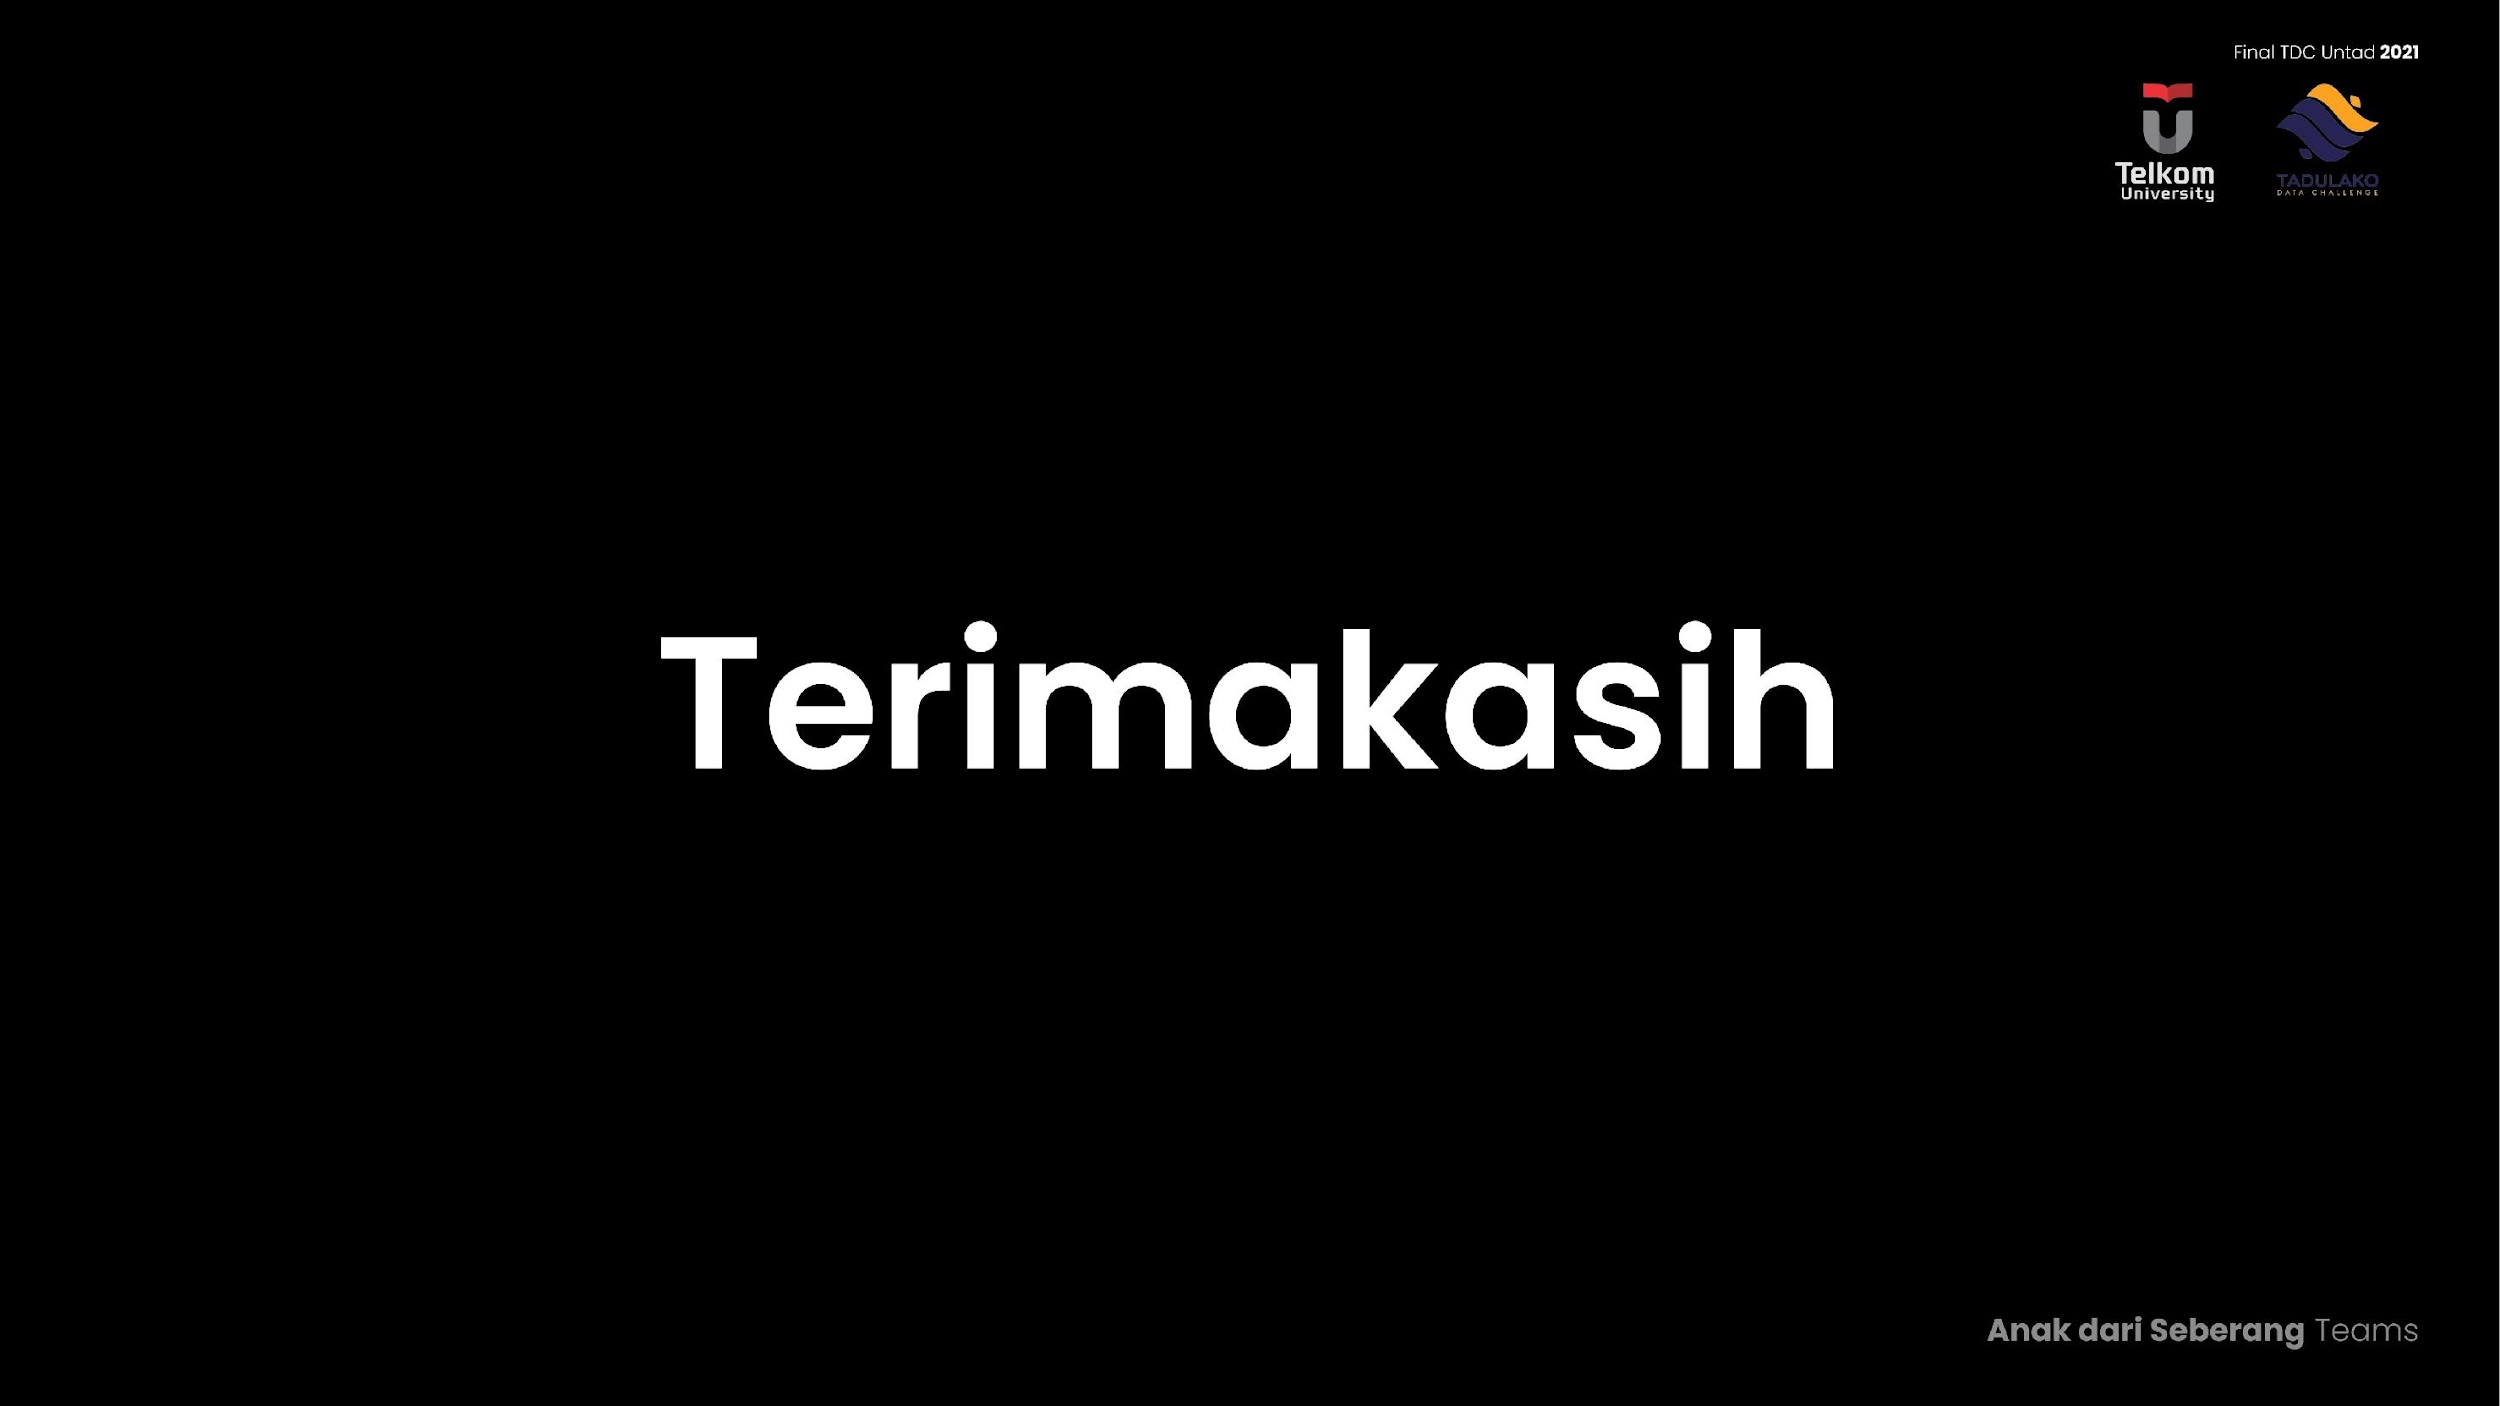 Final TDC Untad 2021
Telkom
University
TADULAKO
DATA CHALLENGE
Terimakasih
Anak dari Seberang Teams